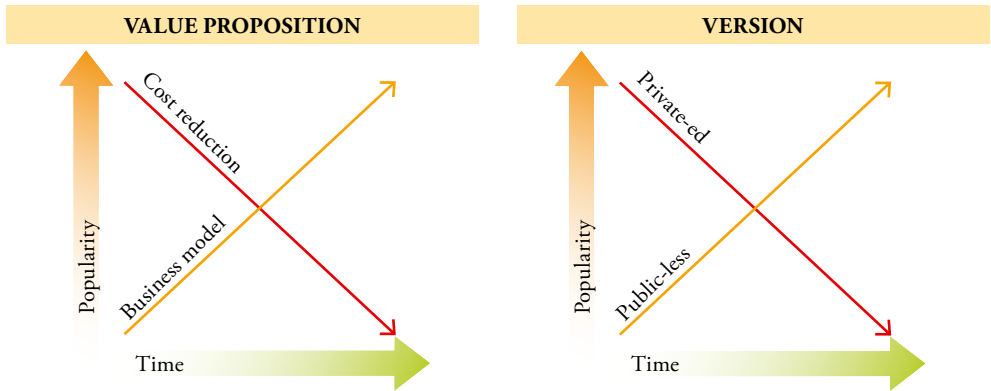 VALUE PROPOSITION
Cost reduction
Business model
Popularity
Time
VERSION
Private-ed
Public-less
Popularity
Time